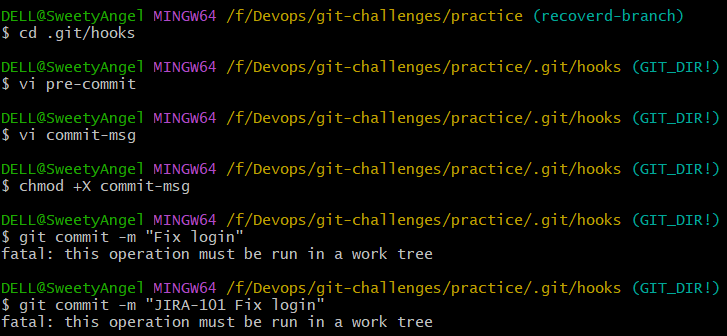 DELL@SweetyAngel MINGW64 /f/Devops/git-challenges/practice (recoverd-branch)
$ cd .git/hooks
DELL@SweetyAngel MINGW64 /f/Devops/git-challenges/practice/.git/hooks (GIT_DIR!)
$ vi pre-commit
DELL@SweetyAngel MINGW64 /f/Devops/git-challenges/practice/.git/hooks (GIT_DIR!)
$ vi commit-msg
DELL@SweetyAngel MINGW64 /f/Devops/git-challenges/practice/.git/hooks (GIT_DIR!)
$ chmod +X commit-msg
DELL@SweetyAngel MINGW64 /f/Devops/git-challenges/practice/.git/hooks (GIT_DIR!)
$ git commit -m "Fix login"
fatal: this operation must be run in a work tree
DELL@SweetyAngel MINGW64 /f/Devops/git-challenges/practice/.git/hooks (GIT_DIR!)
$ git commit -m "JIRA-101 Fix login"
fatal: this operation must be run in a work tree